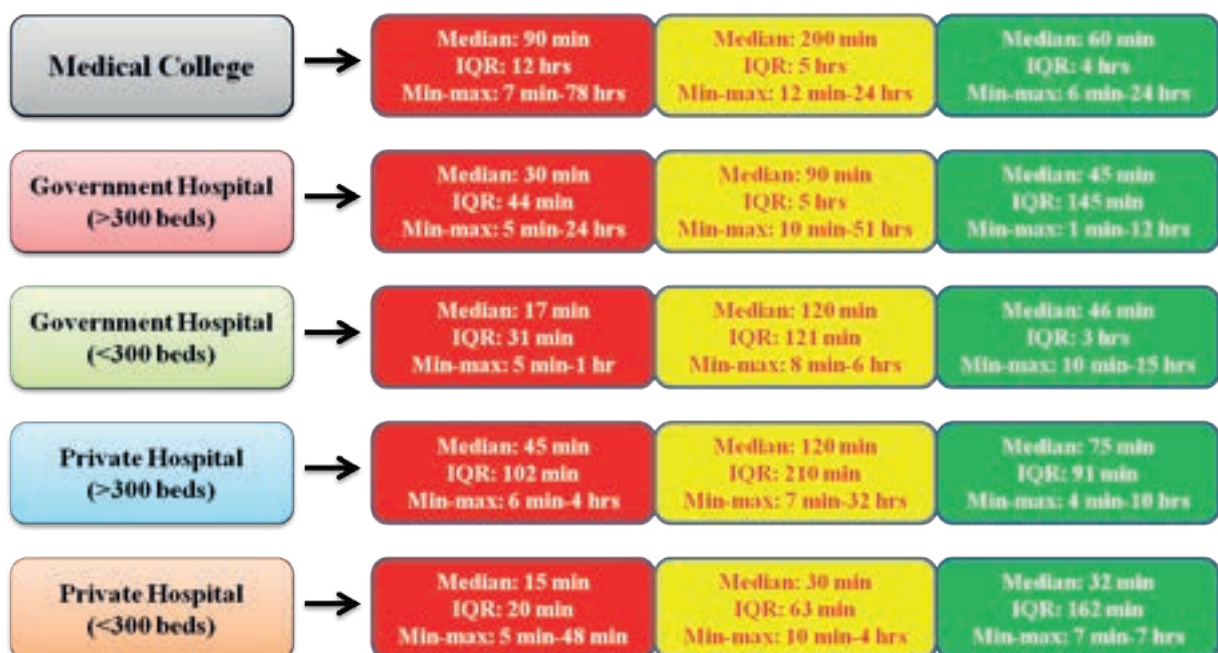 Medical College
Median: 90 min
IQR: 12 hrs
Min-max: 7 min-78 hrs
Median: 200 min
IQR: 5 hrs
Min-max: 12 min-24 hrs
Median: 60 min
IQR: 4 hrs
Min-max: 6 min-24 hrs
Government Hospital
(>300 beds)
Median: 30 min
IQR: 44 min
Min-max: 5 min-24 hrs
Median: 90 min
IQR: 5 hrs
Min-max: 10 min-51 hrs
Median: 45 min
IQR: 145 min
Min-max: 1 min-12 hrs
Government Hospital
(<300 beds)
Median: 17 min
IQR: 31 min
Min-max: 5 min-1 hr
Median: 120 min
IQR: 121 min
Min-max: 8 min-6 hrs
Median: 46 min
IQR: 3 hrs
Min-max: 10 min-15 hrs
Private Hospital
(>300 beds)
Median: 45 min
IQR: 102 min
Min-max: 6 min-4 hrs
Median: 120 min
IQR: 210 min
Min-max: 7 min-32 hrs
Median: 75 min
IQR: 91 min
Min-max: 4 min-10 hrs
Private Hospital
(<300 beds)
Median: 15 min
IQR: 20 min
Min-max: 5 min-48 min
Median: 30 min
IQR: 63 min
Min-max: 10 min-4 hrs
Median: 32 min
IQR: 162 min
Min-max: 7 min-7 hrs